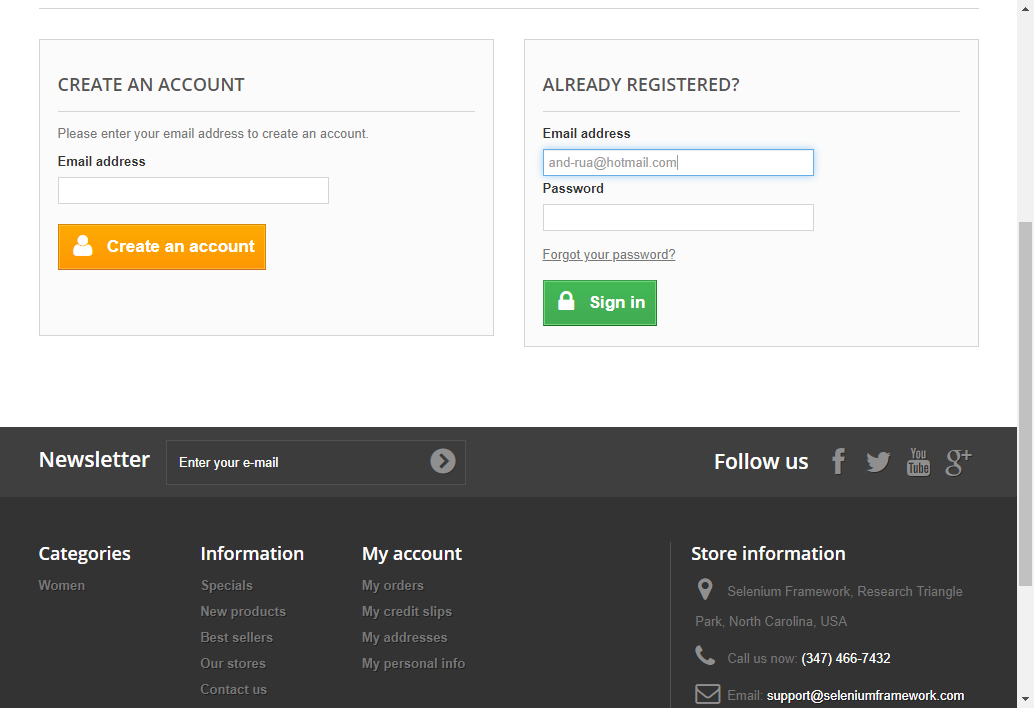 CREATE AN ACCOUNT
Please enter your email address to create an account.
Email address
Create an account
ALREADY REGISTERED?
Email address
and-rua@hotmail.com
Password
Forgot your password?
Sign in
Newsletter
Enter your e-mail
Follow us
You
Tube
Categories
Women
Information
Specials
New products
Best sellers
Our stores
Contact us
My account
My orders
My credit slips
My addresses
My personal info
Store information
Selenium Framework, Research Triangle
Park, North Carolina, USA
Call us now: (347) 466-7432
Email: support@seleniumframework.com